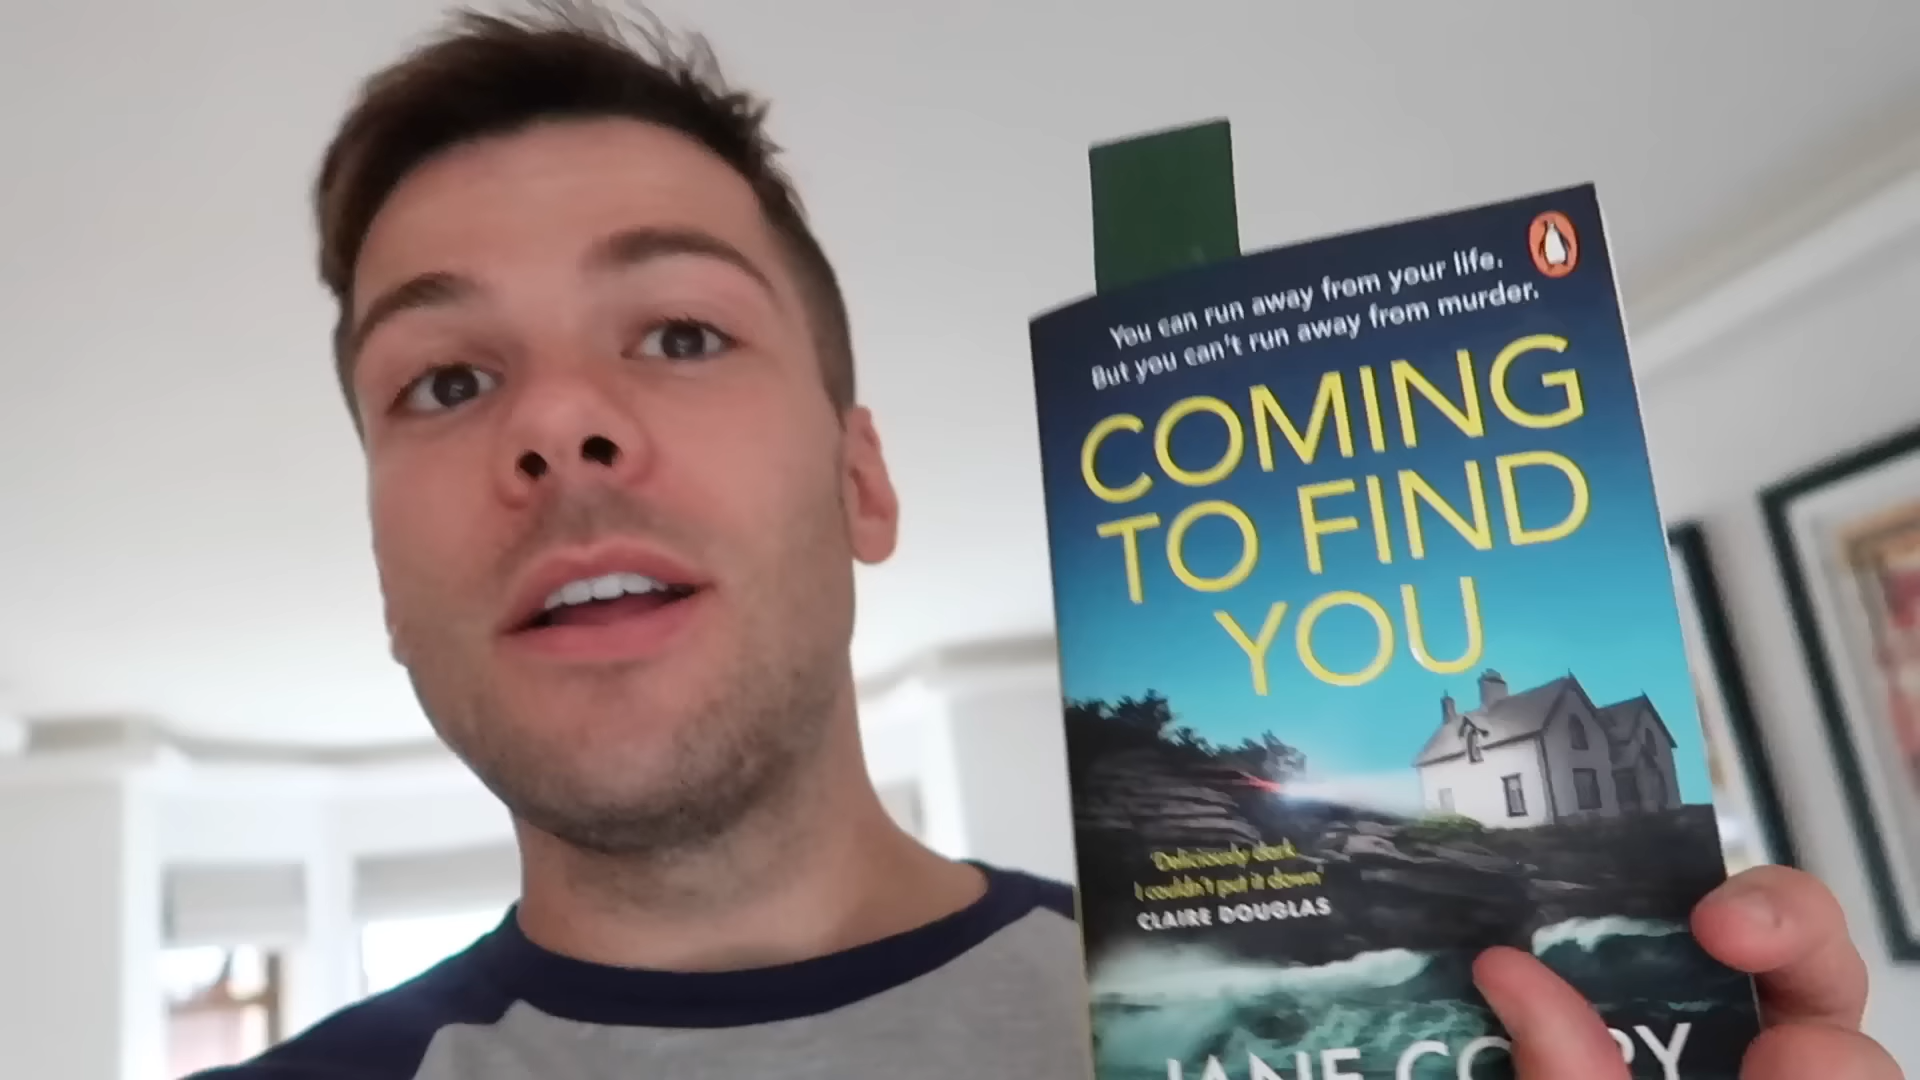 You can run away from your life.
But you can't run away from murder.
COMING
TO FIND
YOU
'Deliciously dark.
I couldn't put it down'
CLAIRE DOUGLAS
JANE